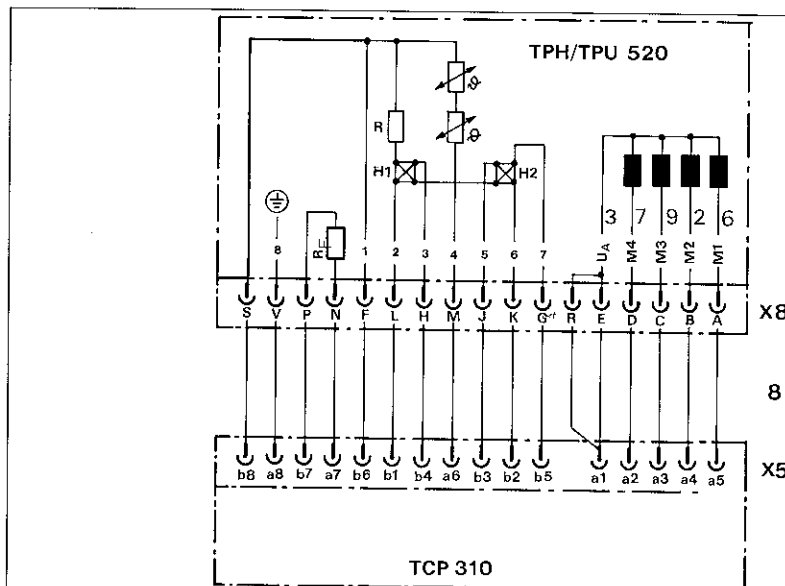 TPH/TPU 520
ϑ
R ϑ
H1 H2
3 7 9 2 6
8 RE 1 2 3 4 5 6 7 UA M4 M3 M2 M1
S V P N F L H M J K G R E D C B A X8
8
b8 a8 b7 a7 b6 b1 b4 a6 b3 b2 b5 a1 a2 a3 a4 a5 X5
TCP 310